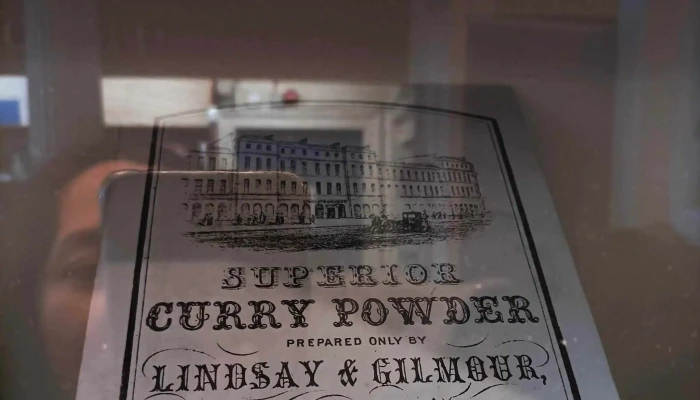 SUPERIOR
CURRY POWDER
PREPARED ONLY BY
LINDSAY & GILMOUR,